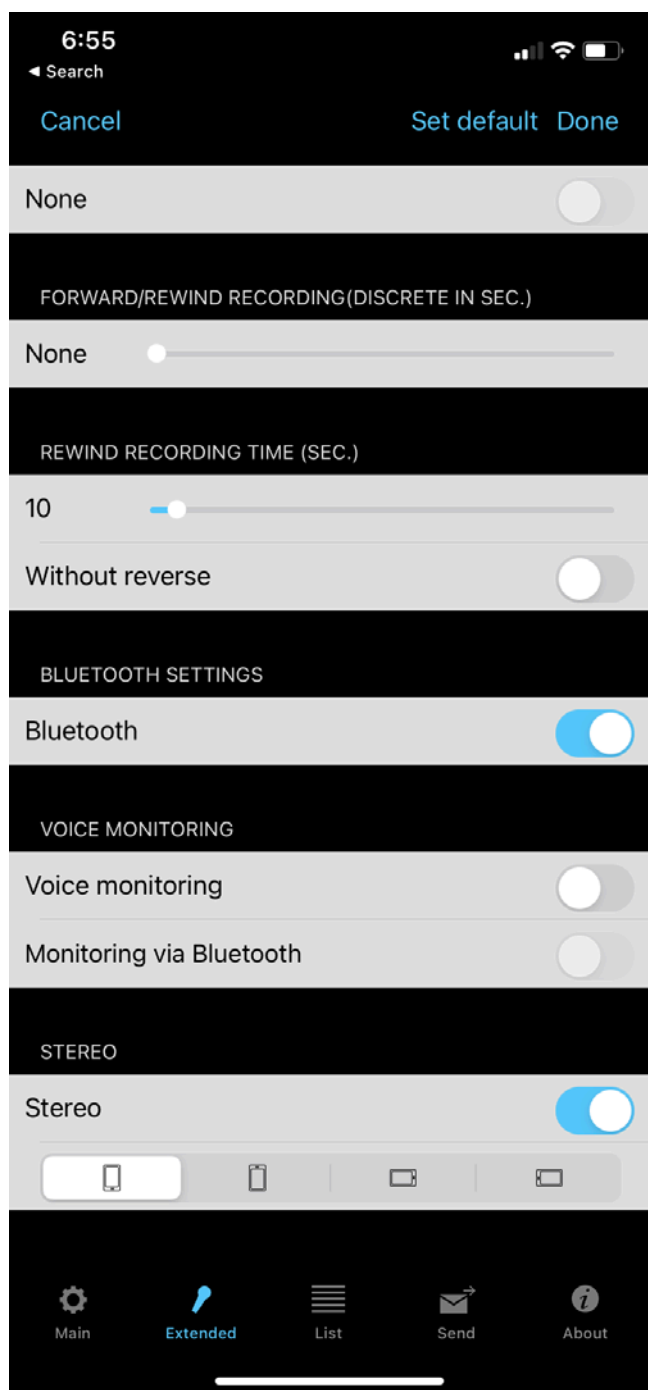 6:55
◀ Search
Cancel Set default Done
None
FORWARD/REWIND RECORDING(DISCRETE IN SEC.)
None
REWIND RECORDING TIME (SEC.)
10
Without reverse
BLUETOOTH SETTINGS
Bluetooth
VOICE MONITORING
Voice monitoring
Monitoring via Bluetooth
STEREO
Stereo
Main Extended List Send About